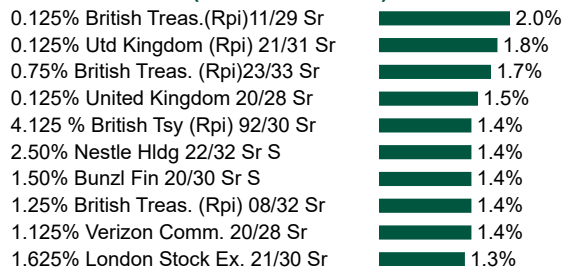 0.125% British Treas.(Rpi)11/29 Sr 2.0%
0.125% Utd Kingdom (Rpi) 21/31 Sr 1.8%
0.75% British Treas. (Rpi)23/33 Sr 1.7%
0.125% United Kingdom 20/28 Sr 1.5%
4.125 % British Tsy (Rpi) 92/30 Sr 1.4%
2.50% Nestle Hldg 22/32 Sr S 1.4%
1.50% Bunzl Fin 20/30 Sr S 1.4%
1.25% British Treas. (Rpi) 08/32 Sr 1.4%
1.125% Verizon Comm. 20/28 Sr 1.4%
1.625% London Stock Ex. 21/30 Sr 1.3%